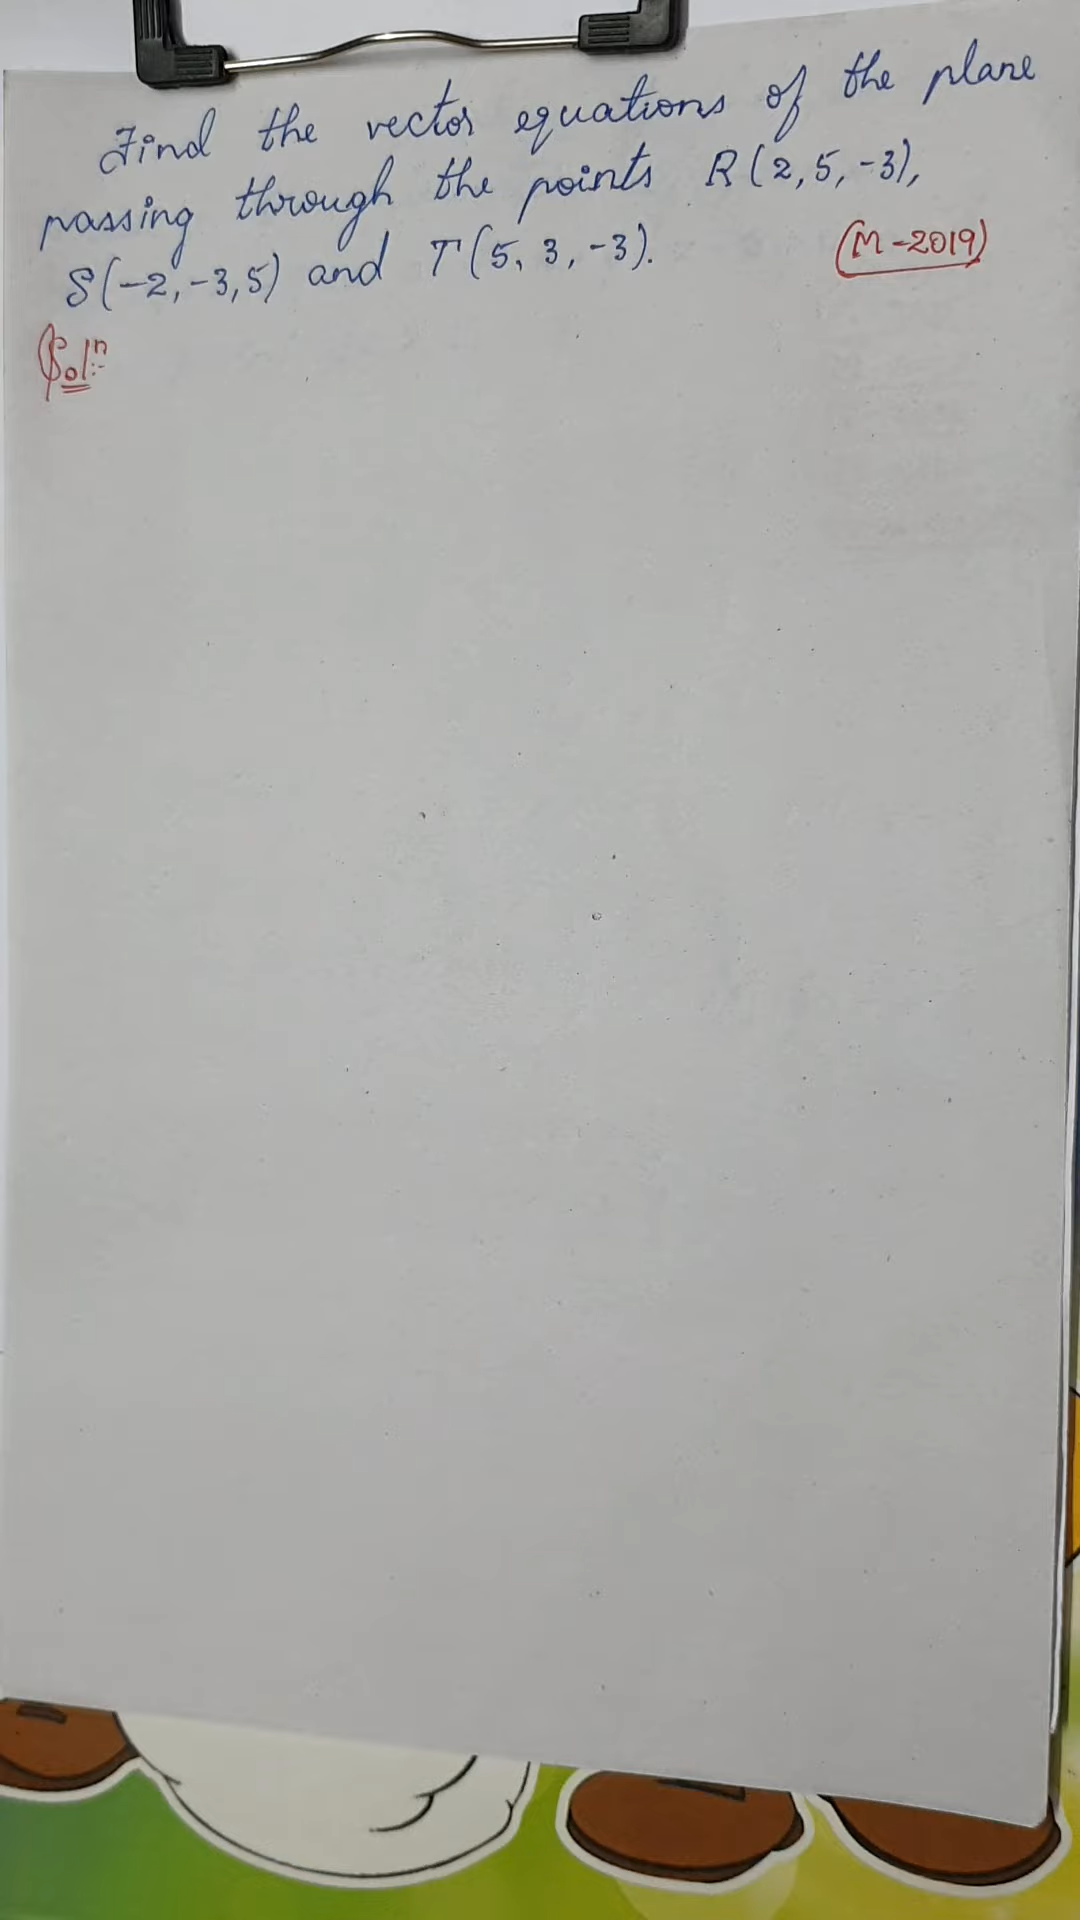 Find the vector equations of the plane
passing through the points R(2,5,-3),
S(-2,-3,5) and T(5,3,-3). (M-2019)
Solⁿ:-